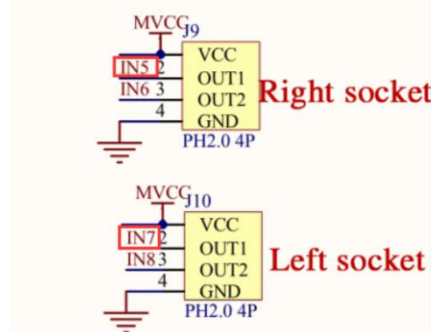 MVCC J9
VCC
IN5 2 OUT1
IN6 3 OUT2 Right socket
4 GND
PH2.0 4P
MVCC J10
VCC
IN7 2 OUT1
IN8 3 OUT2 Left socket
4 GND
PH2.0 4P